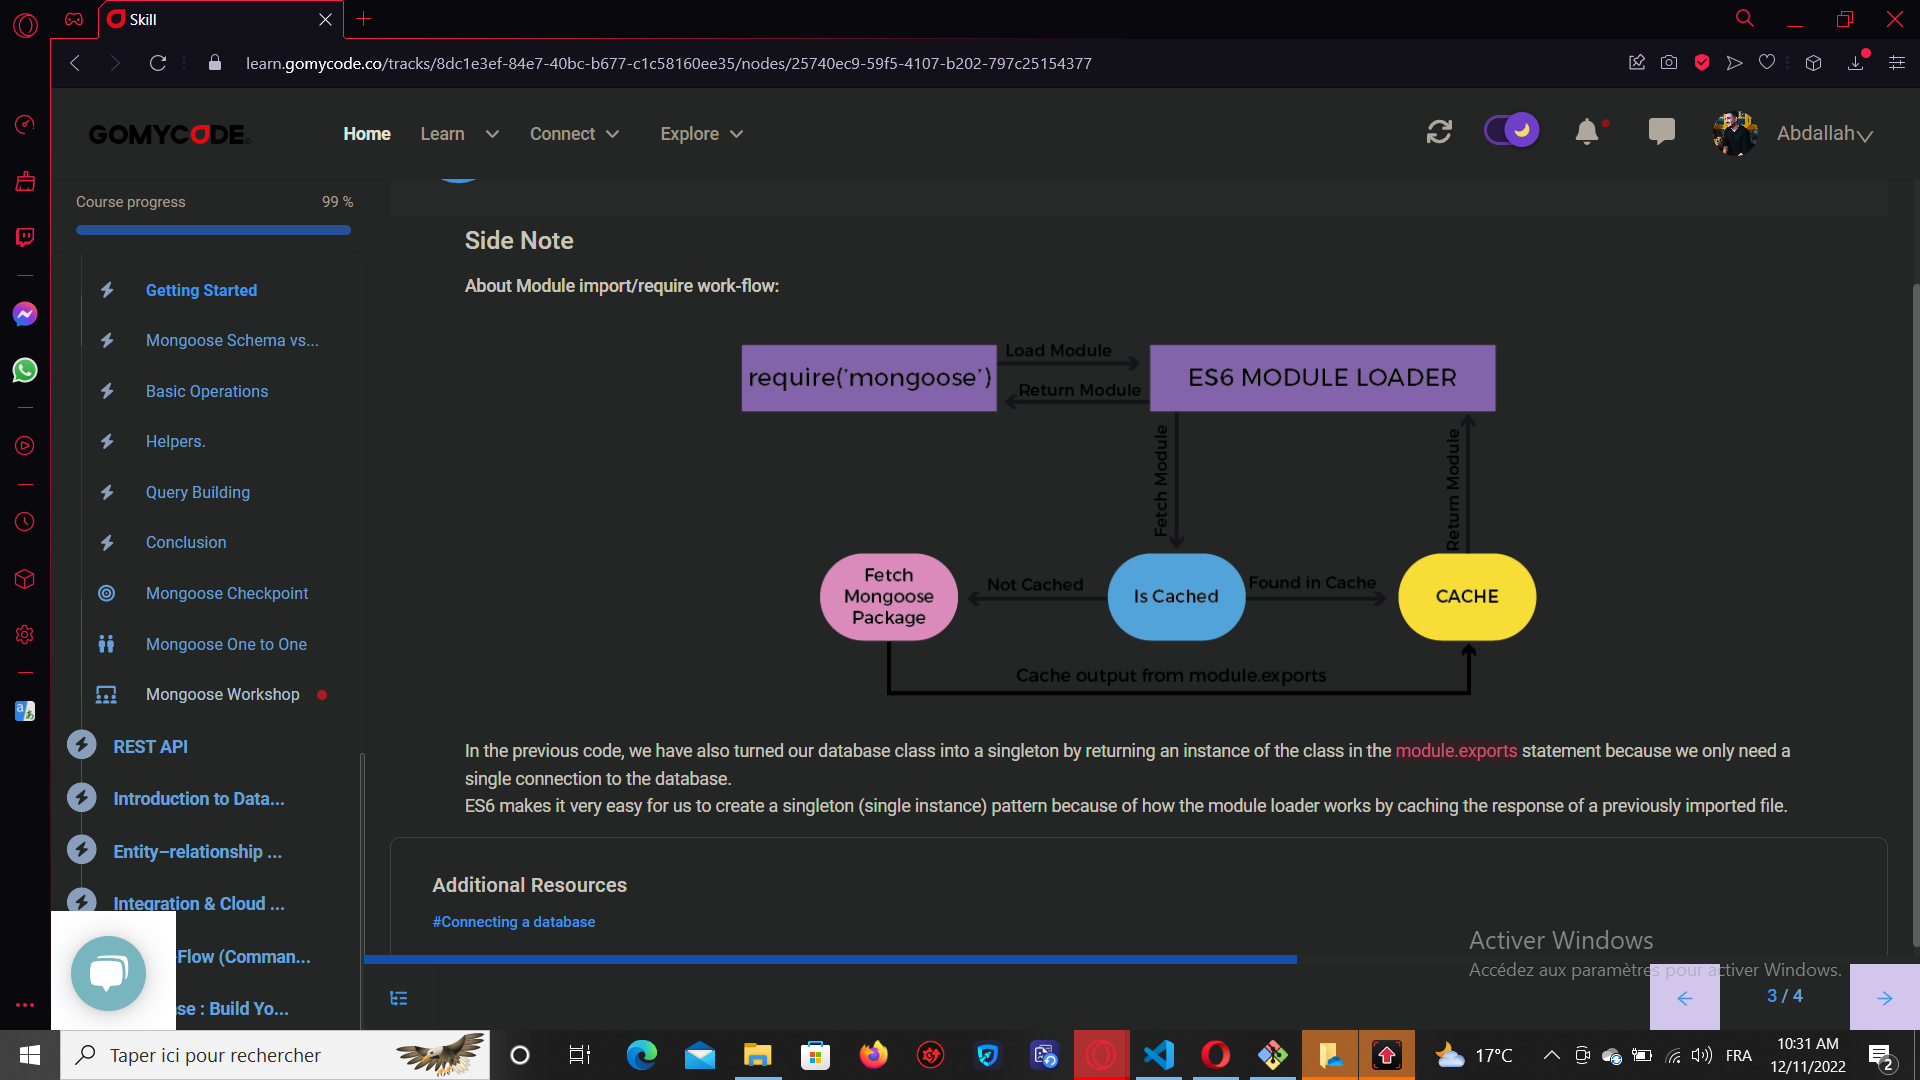 Skill
learn.gomycode.co/tracks/8dc1e3ef-84e7-40bc-b677-c1c58160ee35/nodes/25740ec9-59f5-4107-b202-797c25154377
GOMYCODE
Home
Learn
Connect
Explore
Abdallah
Course progress
99 %
Getting Started
Mongoose Schema vs...
Basic Operations
Helpers.
Query Building
Conclusion
Mongoose Checkpoint
Mongoose One to One
Mongoose Workshop
REST API
Introduction to Data...
Entity–relationship ...
Integration & Cloud ...
Flow (Comman...
se : Build Yo...
Side Note
About Module import/require work-flow:
require('mongoose')
Load Module
Return Module
ES6 MODULE LOADER
Fetch Module
Return Module
Fetch
Mongoose
Package
Not Cached
Is Cached
Found in Cache
CACHE
Cache output from module.exports
In the previous code, we have also turned our database class into a singleton by returning an instance of the class in the module.exports statement because we only need a
single connection to the database.
ES6 makes it very easy for us to create a singleton (single instance) pattern because of how the module loader works by caching the response of a previously imported file.
Additional Resources
#Connecting a database
Activer Windows
Accédez aux paramètres pour activer Windows.
3 / 4
Taper ici pour rechercher
17°C
FRA
10:31 AM
12/11/2022
2